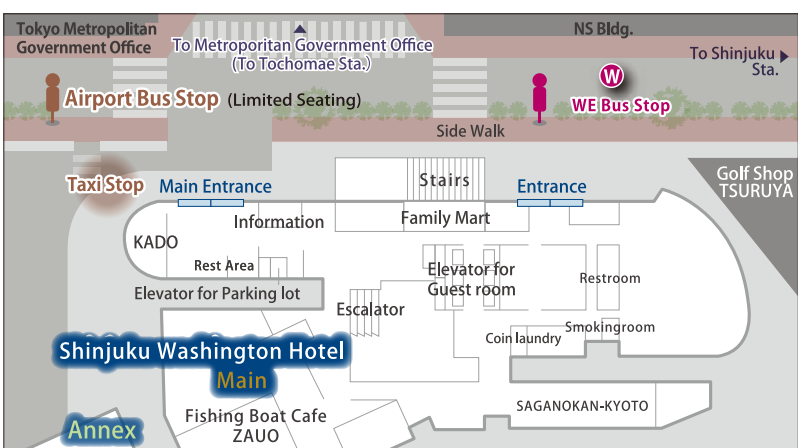 Tokyo Metropolitan
Government Office
To Metroporitan Government Office
(To Tochomae Sta.)
NS Bldg.
To Shinjuku
Sta.
W
WE Bus Stop
Airport Bus Stop (Limited Seating)
Side Walk
Taxi Stop
Main Entrance
Stairs
Entrance
Golf Shop
TSURUYA
Information
Family Mart
KADO
Rest Area
Elevator for
Guest room
Restroom
Elevator for Parking lot
Escalator
Smokingroom
Coin laundry
Shinjuku Washington Hotel
Main
Fishing Boat Cafe
ZAUO
SAGANOKAN-KYOTO
Annex